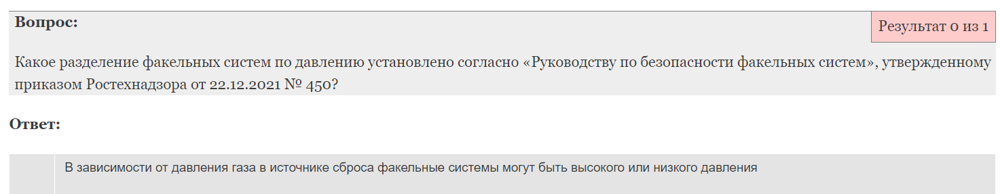 Вопрос:
Результат 0 из 1
Какое разделение факельных систем по давлению установлено согласно «Руководству по безопасности факельных систем», утвержденному
приказом Ростехнадзора от 22.12.2021 № 450?
Ответ:
В зависимости от давления газа в источнике сброса факельные системы могут быть высокого или низкого давления